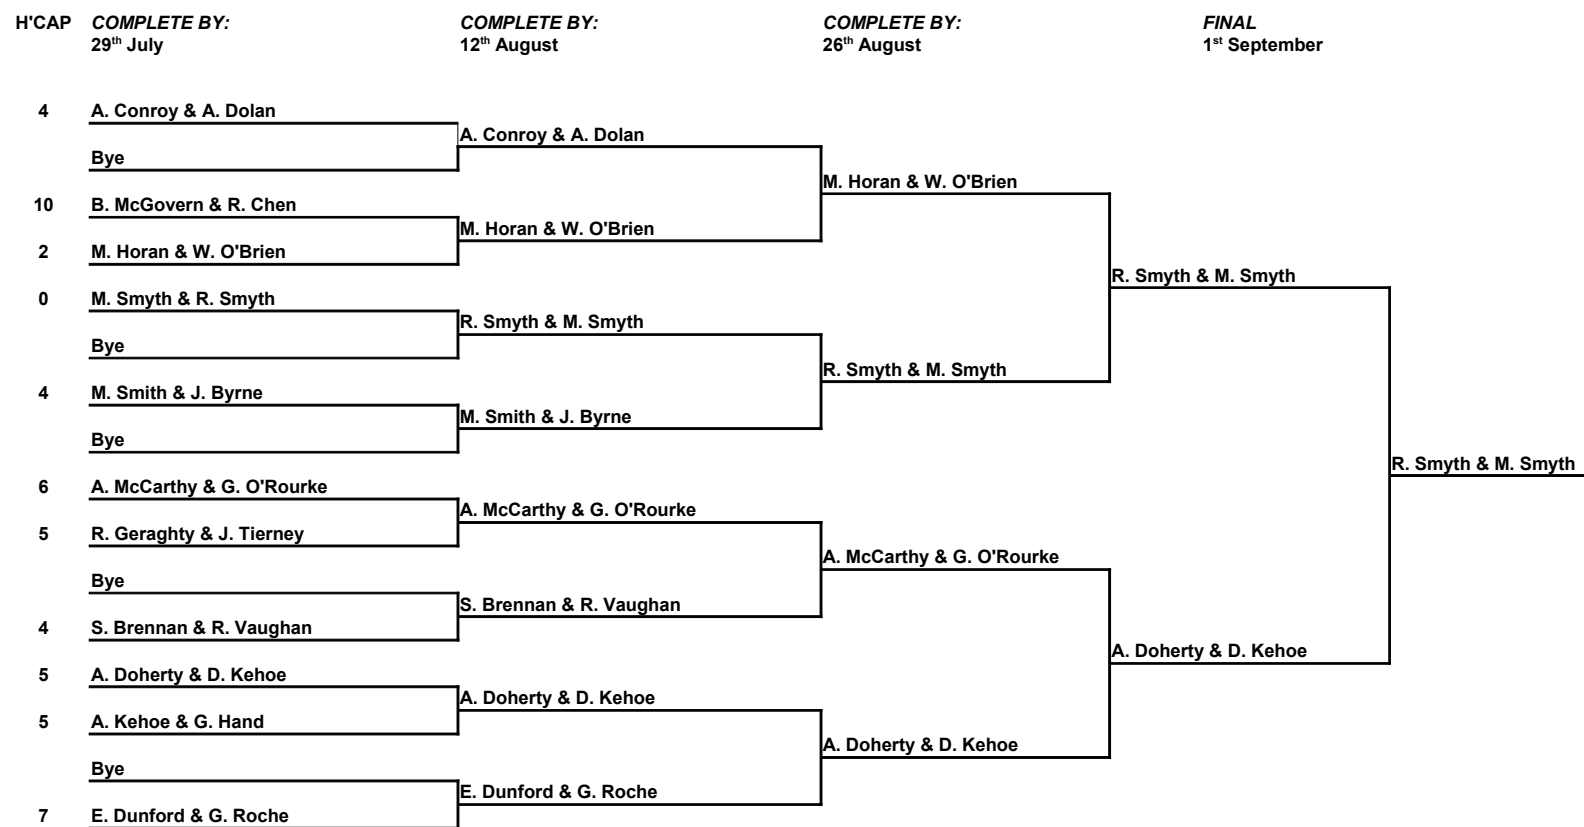 H'CAP COMPLETE BY: COMPLETE BY: COMPLETE BY: FINAL
29th July 12th August 26th August 1st September
4 A. Conroy & A. Dolan
A. Conroy & A. Dolan
Bye
M. Horan & W. O'Brien
10 B. McGovern & R. Chen
M. Horan & W. O'Brien
2 M. Horan & W. O'Brien
R. Smyth & M. Smyth
0 M. Smyth & R. Smyth
R. Smyth & M. Smyth
Bye
R. Smyth & M. Smyth
4 M. Smith & J. Byrne
M. Smith & J. Byrne
Bye
R. Smyth & M. Smyth
6 A. McCarthy & G. O'Rourke
A. McCarthy & G. O'Rourke
5 R. Geraghty & J. Tierney
A. McCarthy & G. O'Rourke
Bye
S. Brennan & R. Vaughan
4 S. Brennan & R. Vaughan
A. Doherty & D. Kehoe
5 A. Doherty & D. Kehoe
A. Doherty & D. Kehoe
5 A. Kehoe & G. Hand
A. Doherty & D. Kehoe
Bye
E. Dunford & G. Roche
7 E. Dunford & G. Roche